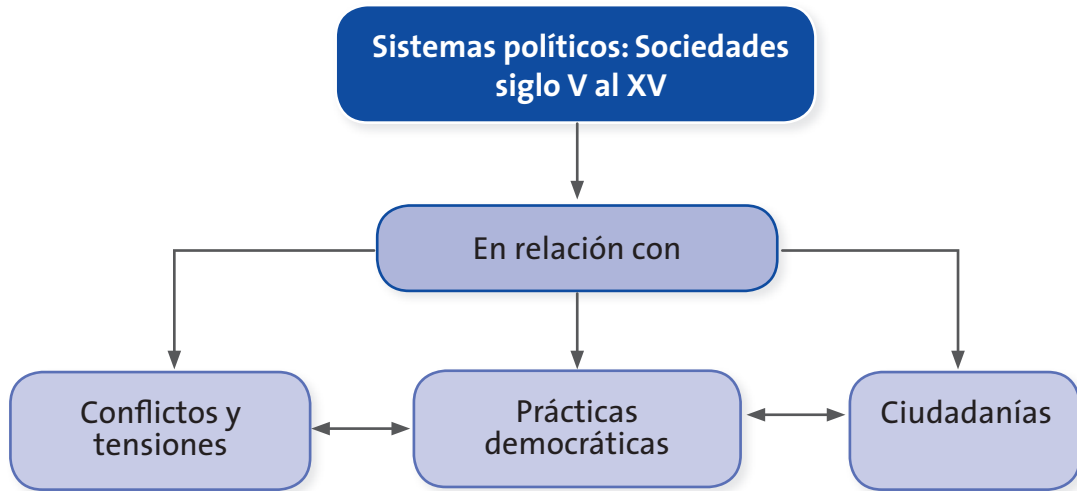 Sistemas políticos: Sociedades
siglo V al XV
En relación con
Conflictos y
tensiones
Prácticas
democráticas
Ciudadanías